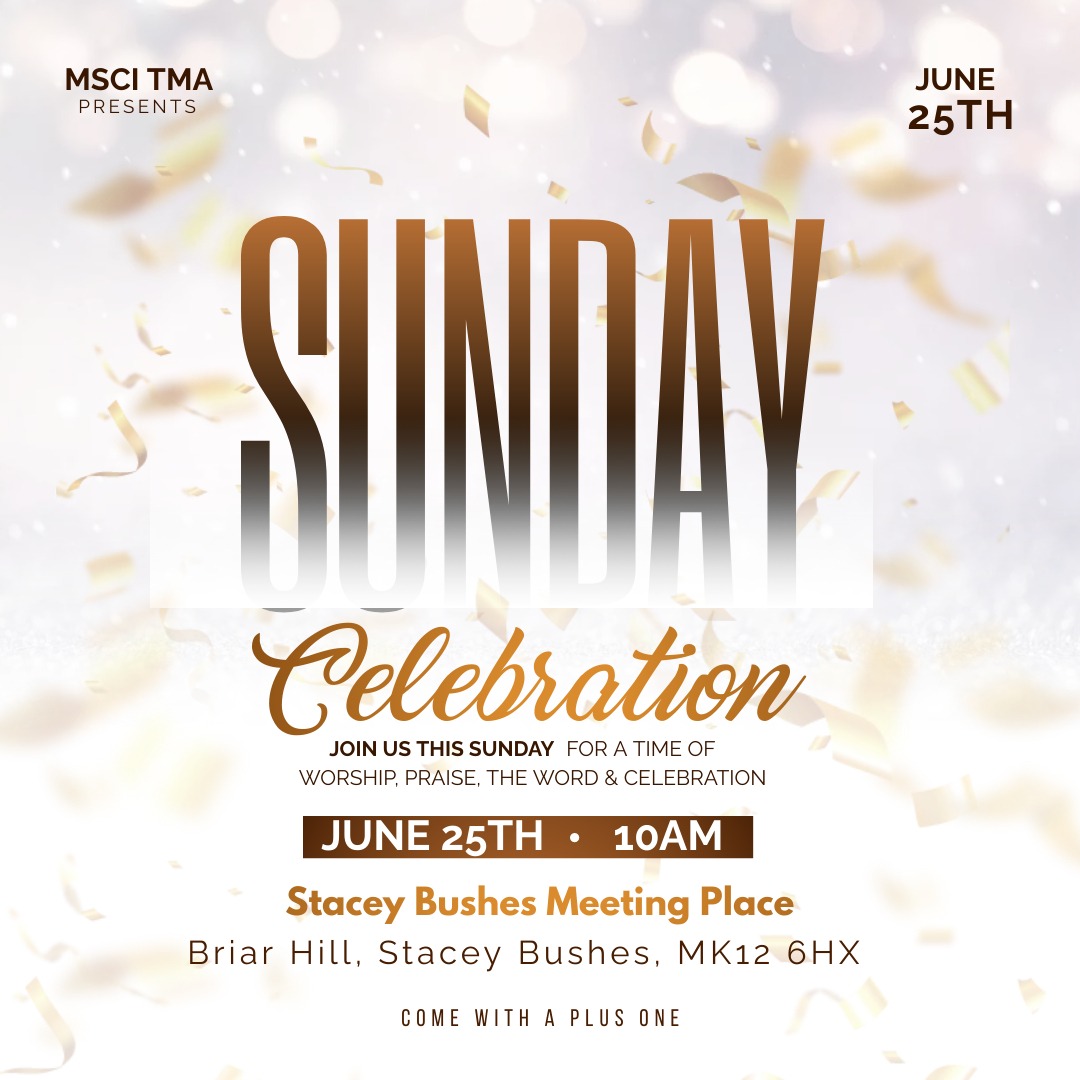 MSCI TMA
PRESENTS
JUNE
25TH
SUNDAY
Celebration
JOIN US THIS SUNDAY FOR A TIME OF
WORSHIP, PRAISE, THE WORD & CELEBRATION
JUNE 25TH • 10AM
Stacey Bushes Meeting Place
Briar Hill, Stacey Bushes, MK12 6HX
COME WITH A PLUS ONE